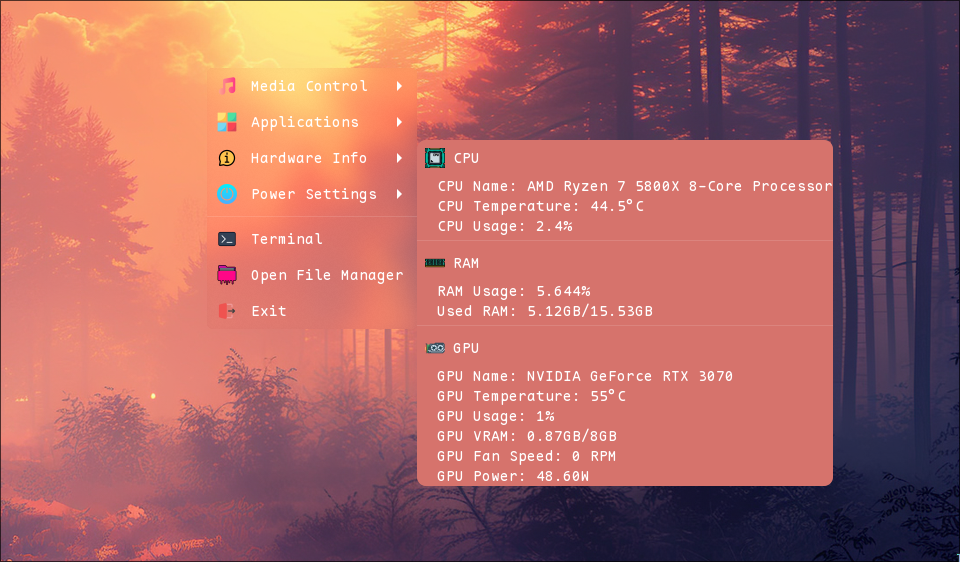 Media Control
Applications
Hardware Info
Power Settings
Terminal
Open File Manager
Exit
CPU
CPU Name: AMD Ryzen 7 5800X 8-Core Processor
CPU Temperature: 44.5°C
CPU Usage: 2.4%
RAM
RAM Usage: 5.644%
Used RAM: 5.12GB/15.53GB
GPU
GPU Name: NVIDIA GeForce RTX 3070
GPU Temperature: 55°C
GPU Usage: 1%
GPU VRAM: 0.87GB/8GB
GPU Fan Speed: 0 RPM
GPU Power: 48.60W